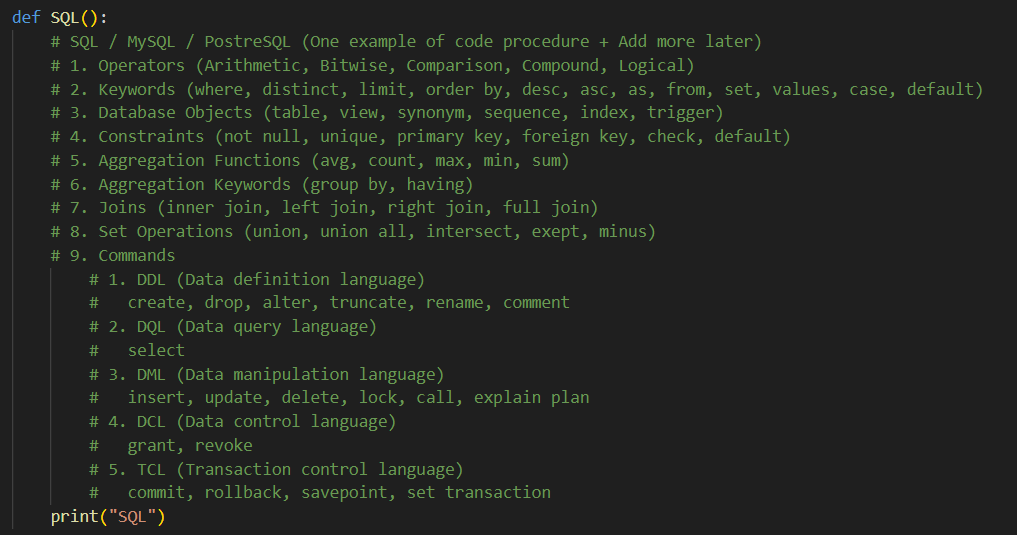 def SQL():
# SQL / MySQL / PostreSQL (One example of code procedure + Add more later)
# 1. Operators (Arithmetic, Bitwise, Comparison, Compound, Logical)
# 2. Keywords (where, distinct, limit, order by, desc, asc, as, from, set, values, case, default)
# 3. Database Objects (table, view, synonym, sequence, index, trigger)
# 4. Constraints (not null, unique, primary key, foreign key, check, default)
# 5. Aggregation Functions (avg, count, max, min, sum)
# 6. Aggregation Keywords (group by, having)
# 7. Joins (inner join, left join, right join, full join)
# 8. Set Operations (union, union all, intersect, exept, minus)
# 9. Commands
# 1. DDL (Data definition language)
#   create, drop, alter, truncate, rename, comment
# 2. DQL (Data query language)
#   select
# 3. DML (Data manipulation language)
#   insert, update, delete, lock, call, explain plan
# 4. DCL (Data control language)
#   grant, revoke
# 5. TCL (Transaction control language)
#   commit, rollback, savepoint, set transaction
print("SQL")